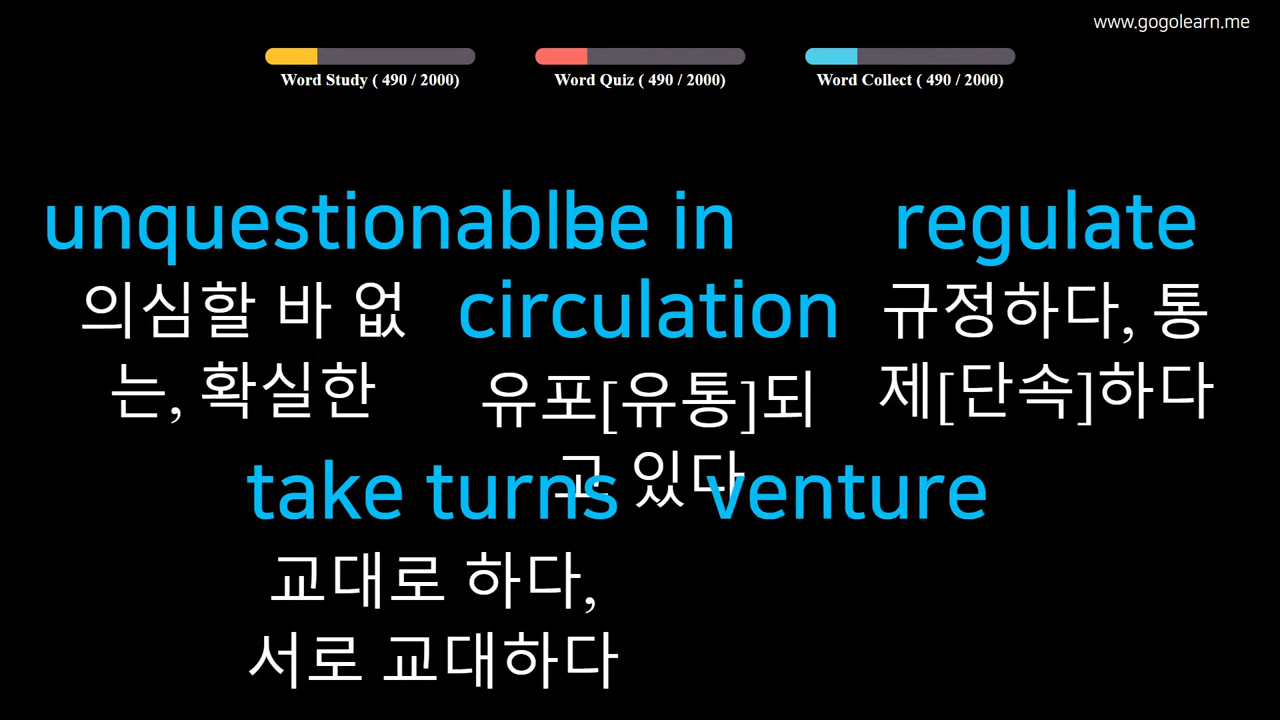 www.gogolearn.me
Word Study ( 490 / 2000)
Word Quiz ( 490 / 2000)
Word Collect ( 490 / 2000)
unquestionable
의심할 바 없
는, 확실한
be in
circulation
유포[유통]되
고 있다
regulate
규정하다, 통
제[단속]하다
take turns
교대로 하다,
서로 교대하다
venture